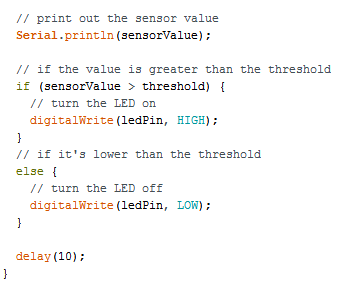 // print out the sensor value
Serial.println(sensorValue);
// if the value is greater than the threshold
if (sensorValue > threshold) {
// turn the LED on
digitalWrite(ledPin, HIGH);
}
// if it's lower than the threshold
else {
// turn the LED off
digitalWrite(ledPin, LOW);
}
delay(10);
}